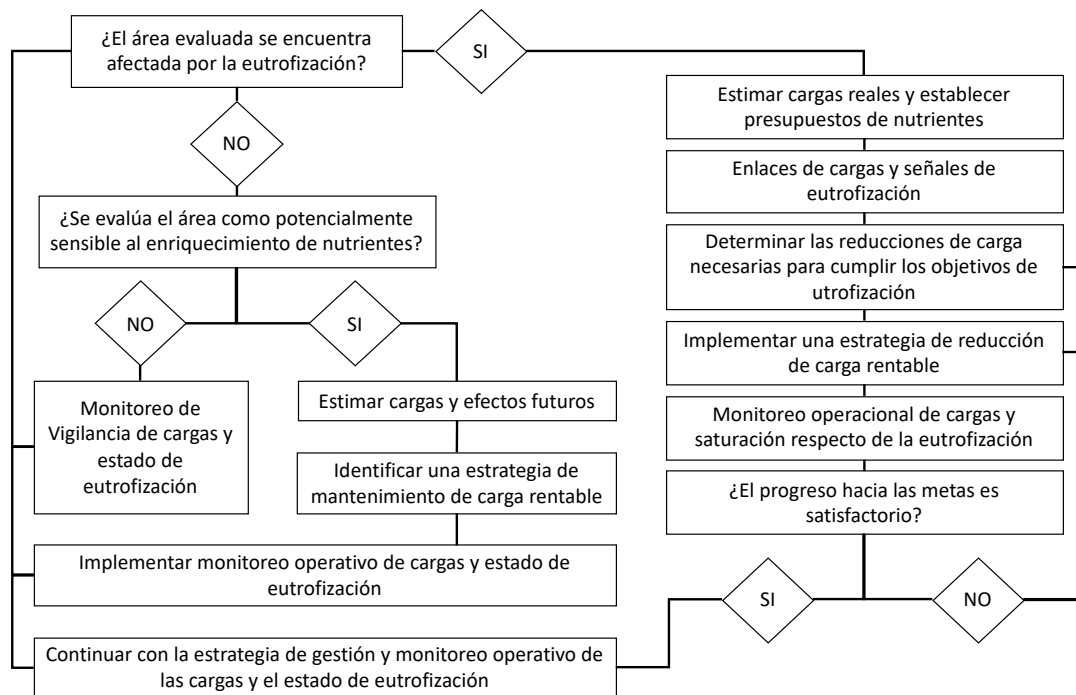 ¿El área evaluada se encuentra
afectada por la eutrofización?
SI
NO
¿Se evalúa el área como potencialmente
sensible al enriquecimiento de nutrientes?
NO
SI
Monitoreo de
Vigilancia de cargas y
estado de
eutrofización
Estimar cargas y efectos futuros
Identificar una estrategia de
mantenimiento de carga rentable
Implementar monitoreo operativo de cargas y estado de
eutrofización
Continuar con la estrategia de gestión y monitoreo operativo de
las cargas y el estado de eutrofización
Estimar cargas reales y establecer
presupuestos de nutrientes
Enlaces de cargas y señales de
eutrofización
Determinar las reducciones de carga
necesarias para cumplir los objetivos de
utrofización
Implementar una estrategia de reducción
de carga rentable
Monitoreo operacional de cargas y
saturación respecto de la eutrofización
¿El progreso hacia las metas es
satisfactorio?
SI
NO